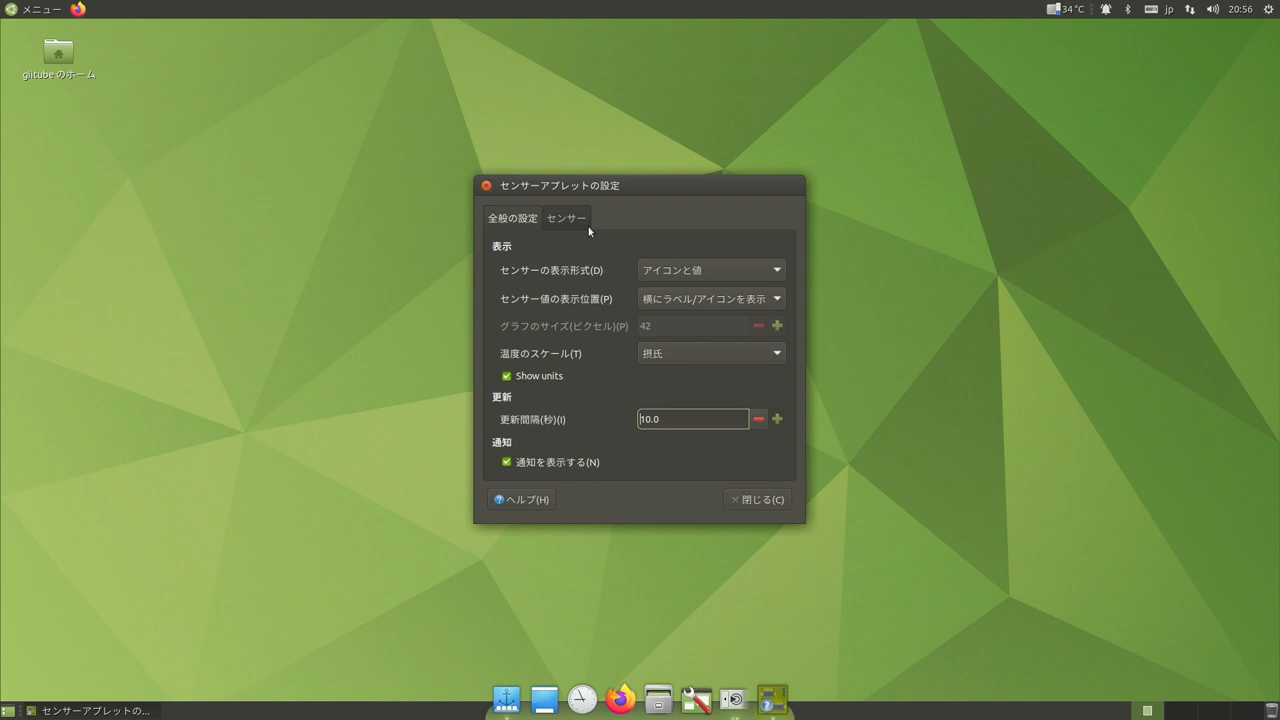 メニュー
34 °C
jp
20:56
glitube のホーム
センサーアプレットの設定
全般の設定
センサー
表示
センサーの表示形式(D)
アイコンと値
センサー値の表示位置(P)
横にラベル/アイコンを表示
グラフのサイズ(ピクセル)(P)
42
温度のスケール(T)
摂氏
Show units
更新
更新間隔(秒)(I)
10.0
通知
通知を表示する(N)
ヘルプ(H)
閉じる(C)
センサーアプレットの...